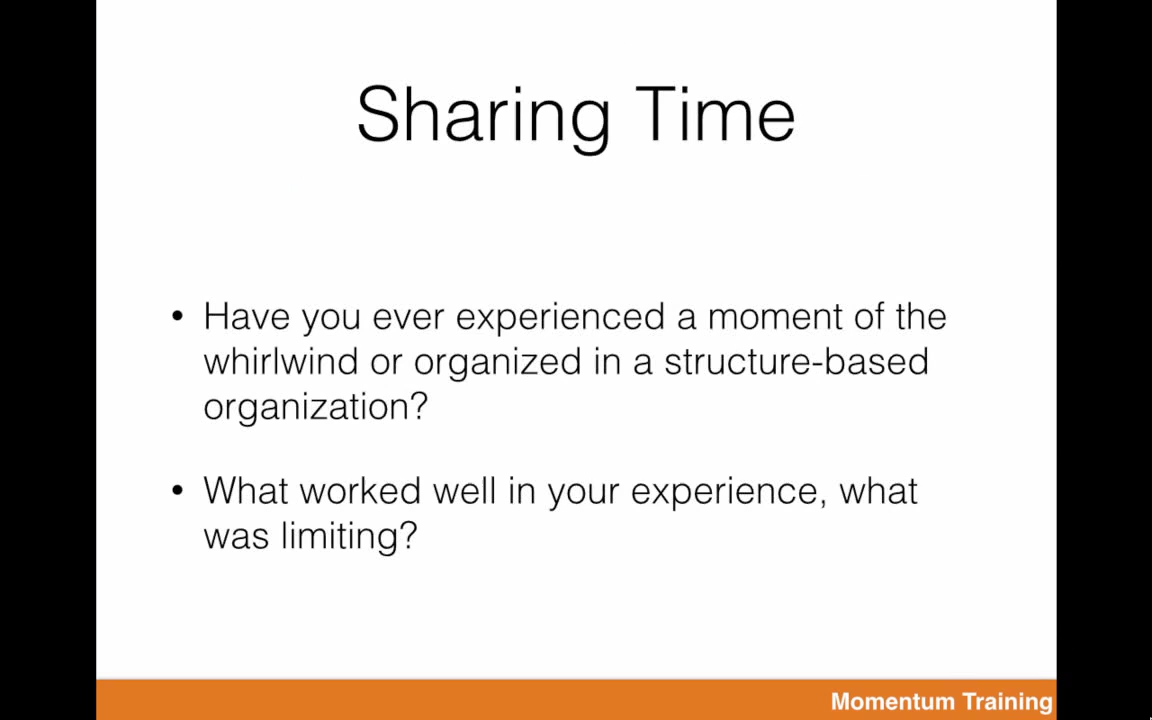 Sharing Time
• Have you ever experienced a moment of the
whirlwind or organized in a structure-based
organization?
• What worked well in your experience, what
was limiting?
Momentum Training